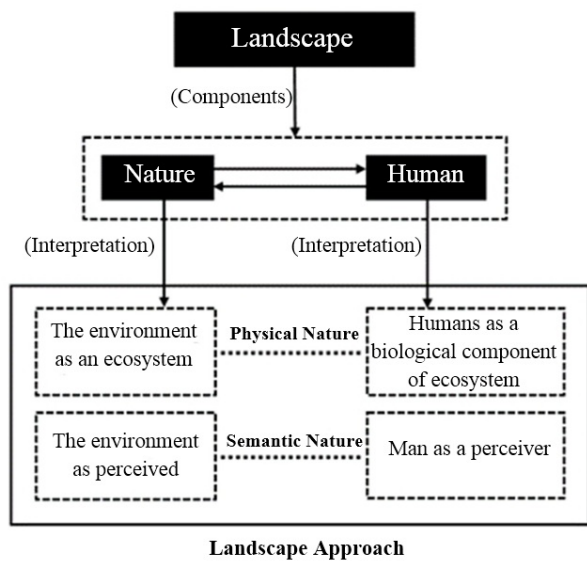 Landscape
(Components)
Nature
Human
(Interpretation)
(Interpretation)
The environment
as an ecosystem
Physical Nature
Humans as a
biological component
of ecosystem
The environment
as perceived
Semantic Nature
Man as a perceiver
Landscape Approach